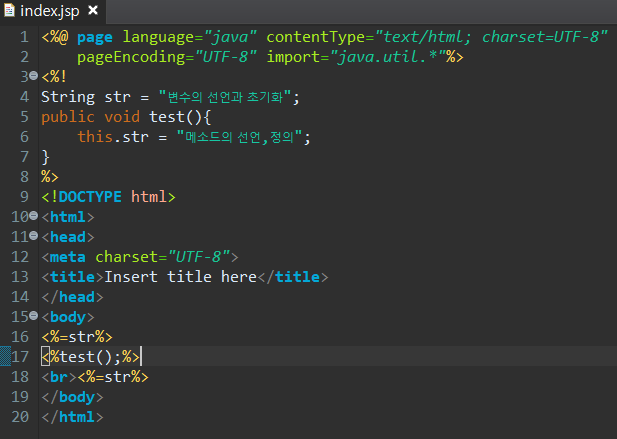 index.jsp
1 <%@ page language="java" contentType="text/html; charset=UTF-8"
2     pageEncoding="UTF-8" import="java.util.*"%>
3 <%!
4 String str = "변수의 선언과 초기화";
5 public void test(){
6     this.str = "메소드의 선언,정의";
7 }
8 %>
9 <!DOCTYPE html>
10 <html>
11 <head>
12 <meta charset="UTF-8">
13 <title>Insert title here</title>
14 </head>
15 <body>
16 <%=str%>
17 <%test();%>
18 <br><%=str%>
19 </body>
20 </html>